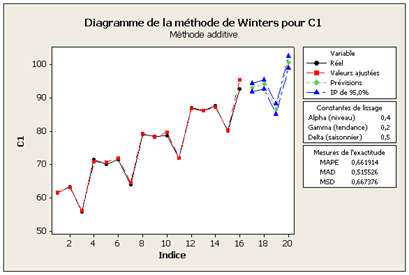 Diagramme de la méthode de Winters pour C1
Méthode additive
Variable
Réel
Valeurs ajustées
Prévisions
IP de 95,0%
Constantes de lissage
Alpha (niveau) 0,4
Gamma (tendance) 0,2
Delta (saisonnier) 0,5
Mesures de l'exactitude
MAPE 0,661914
MAD 0,515526
MSD 0,667376
C1
100
90
80
70
60
50
2 4 6 8 10 12 14 16 18 20
Indice